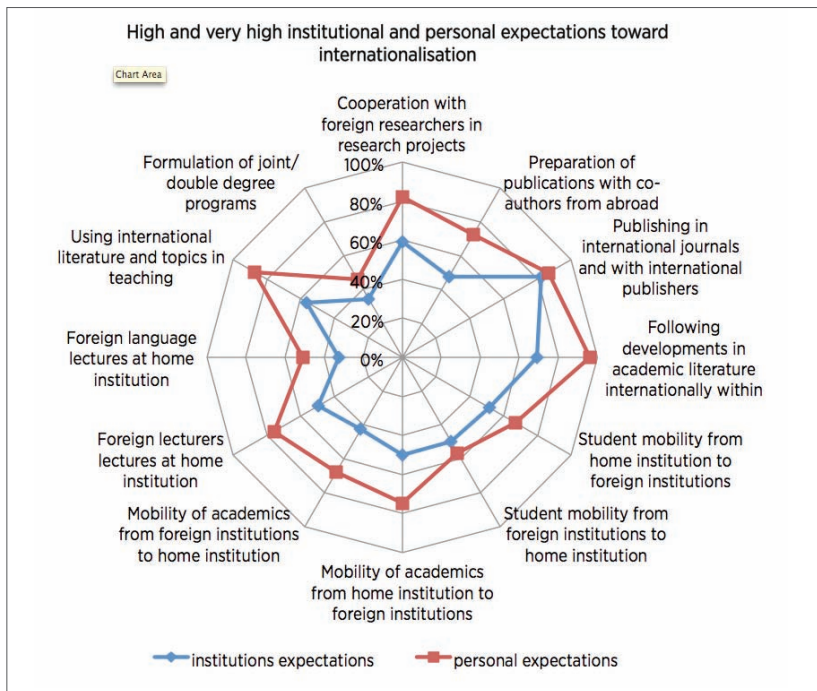 High and very high institutional and personal expectations toward
internationalisation
Chart Area
Cooperation with
foreign researchers in
research projects
Preparation of
publications with co-
authors from abroad
Publishing in
international journals
and with international
publishers
Following
developments in
academic literature
internationally within
Student mobility from
home institution to
foreign institutions
Student mobility from
foreign institutions to
home institution
Mobility of academics
from home institution to
foreign institutions
Mobility of academics
from foreign institutions
to home institution
Foreign lecturers
lectures at home
institution
Foreign language
lectures at home
institution
Using international
literature and topics in
teaching
Formulation of joint/
double degree
programs
100%
80%
60%
40%
20%
0%
institutions expectations
personal expectations